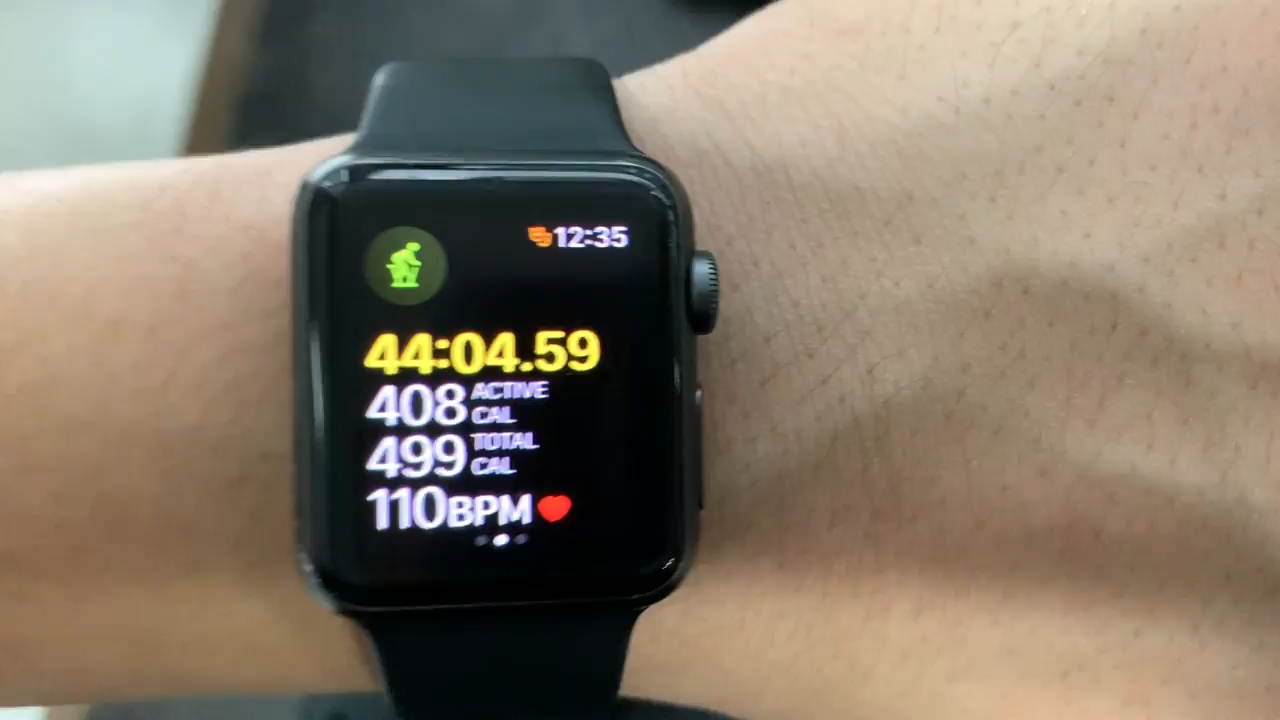 12:35
44:04.59
408 ACTIVE CAL
499 TOTAL CAL
110BPM